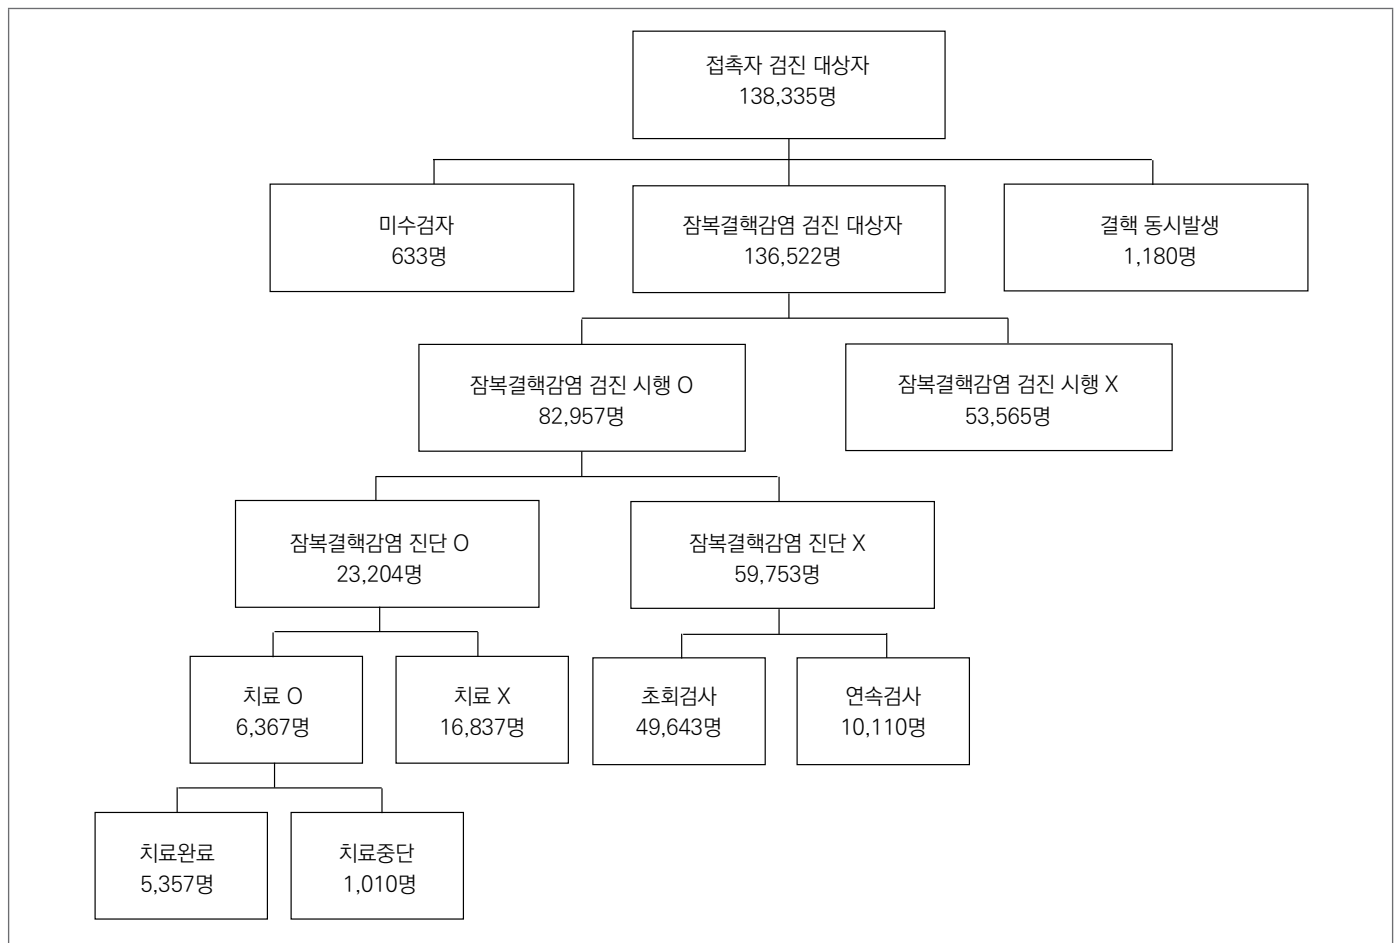 접촉자 검진 대상자
138,335명
미수검자
633명
잠복결핵감염 검진 대상자
136,522명
결핵 동시발생
1,180명
잠복결핵감염 검진 시행 O
82,957명
잠복결핵감염 검진 시행 X
53,565명
잠복결핵감염 진단 O
23,204명
잠복결핵감염 진단 X
59,753명
치료 O
6,367명
치료 X
16,837명
초회검사
49,643명
연속검사
10,110명
치료완료
5,357명
치료중단
1,010명